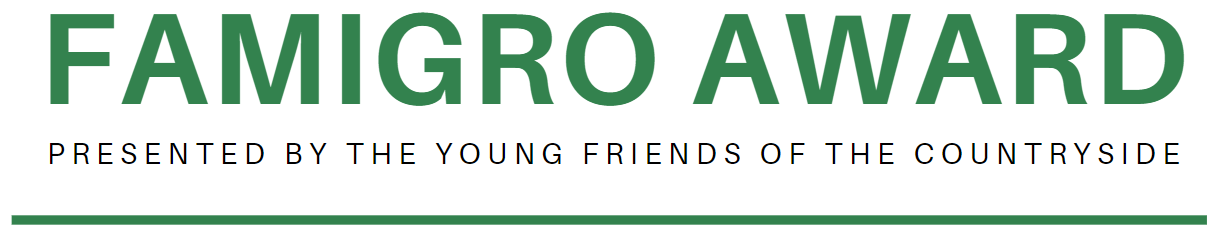 FAMIGRO AWARD
PRESENTED BY THE YOUNG FRIENDS OF THE COUNTRYSIDE